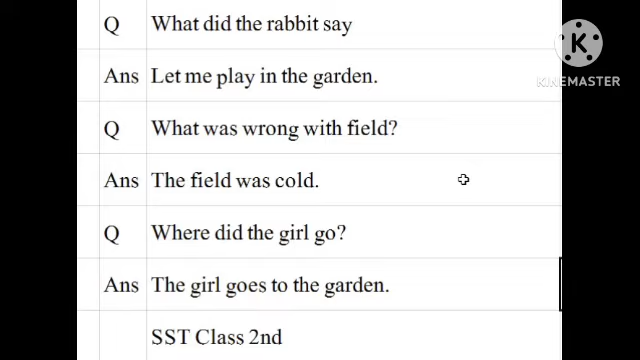 Q What did the rabbit say
Ans Let me play in the garden.
Q What was wrong with field?
Ans The field was cold.
Q Where did the girl go?
Ans The girl goes to the garden.
SST Class 2nd
K
KINEMASTER